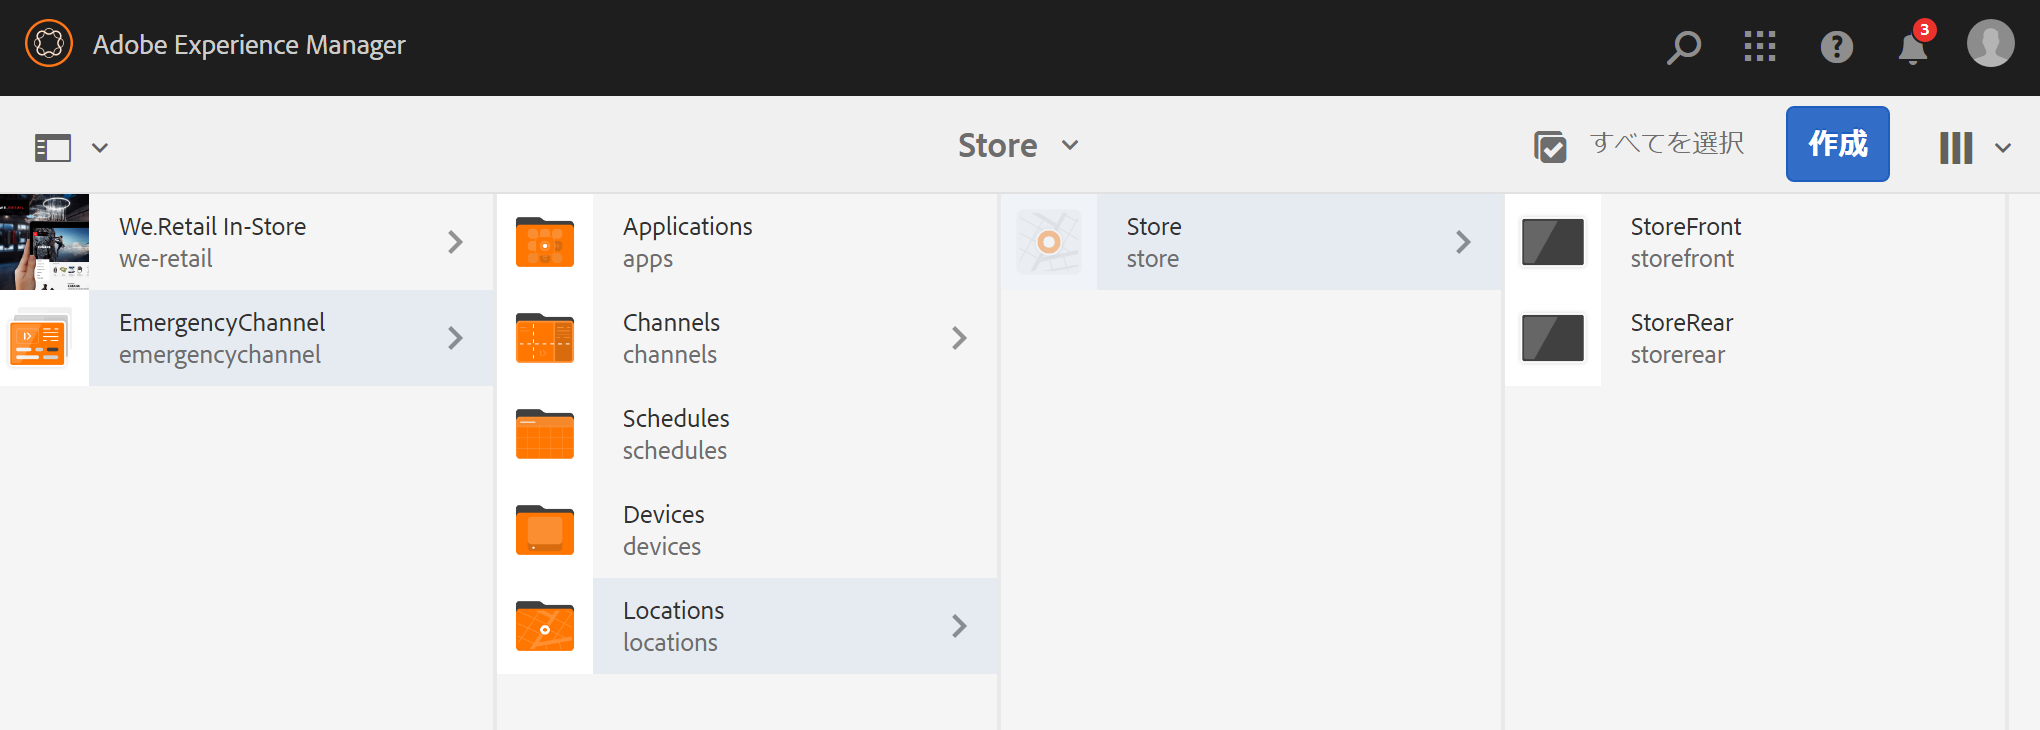 Adobe Experience Manager
3
Store
すべてを選択
作成
We.Retail In-Store
we-retail
EmergencyChannel
emergencychannel
Applications
apps
Channels
channels
Schedules
schedules
Devices
devices
Locations
locations
Store
store
StoreFront
storefront
StoreRear
storerear